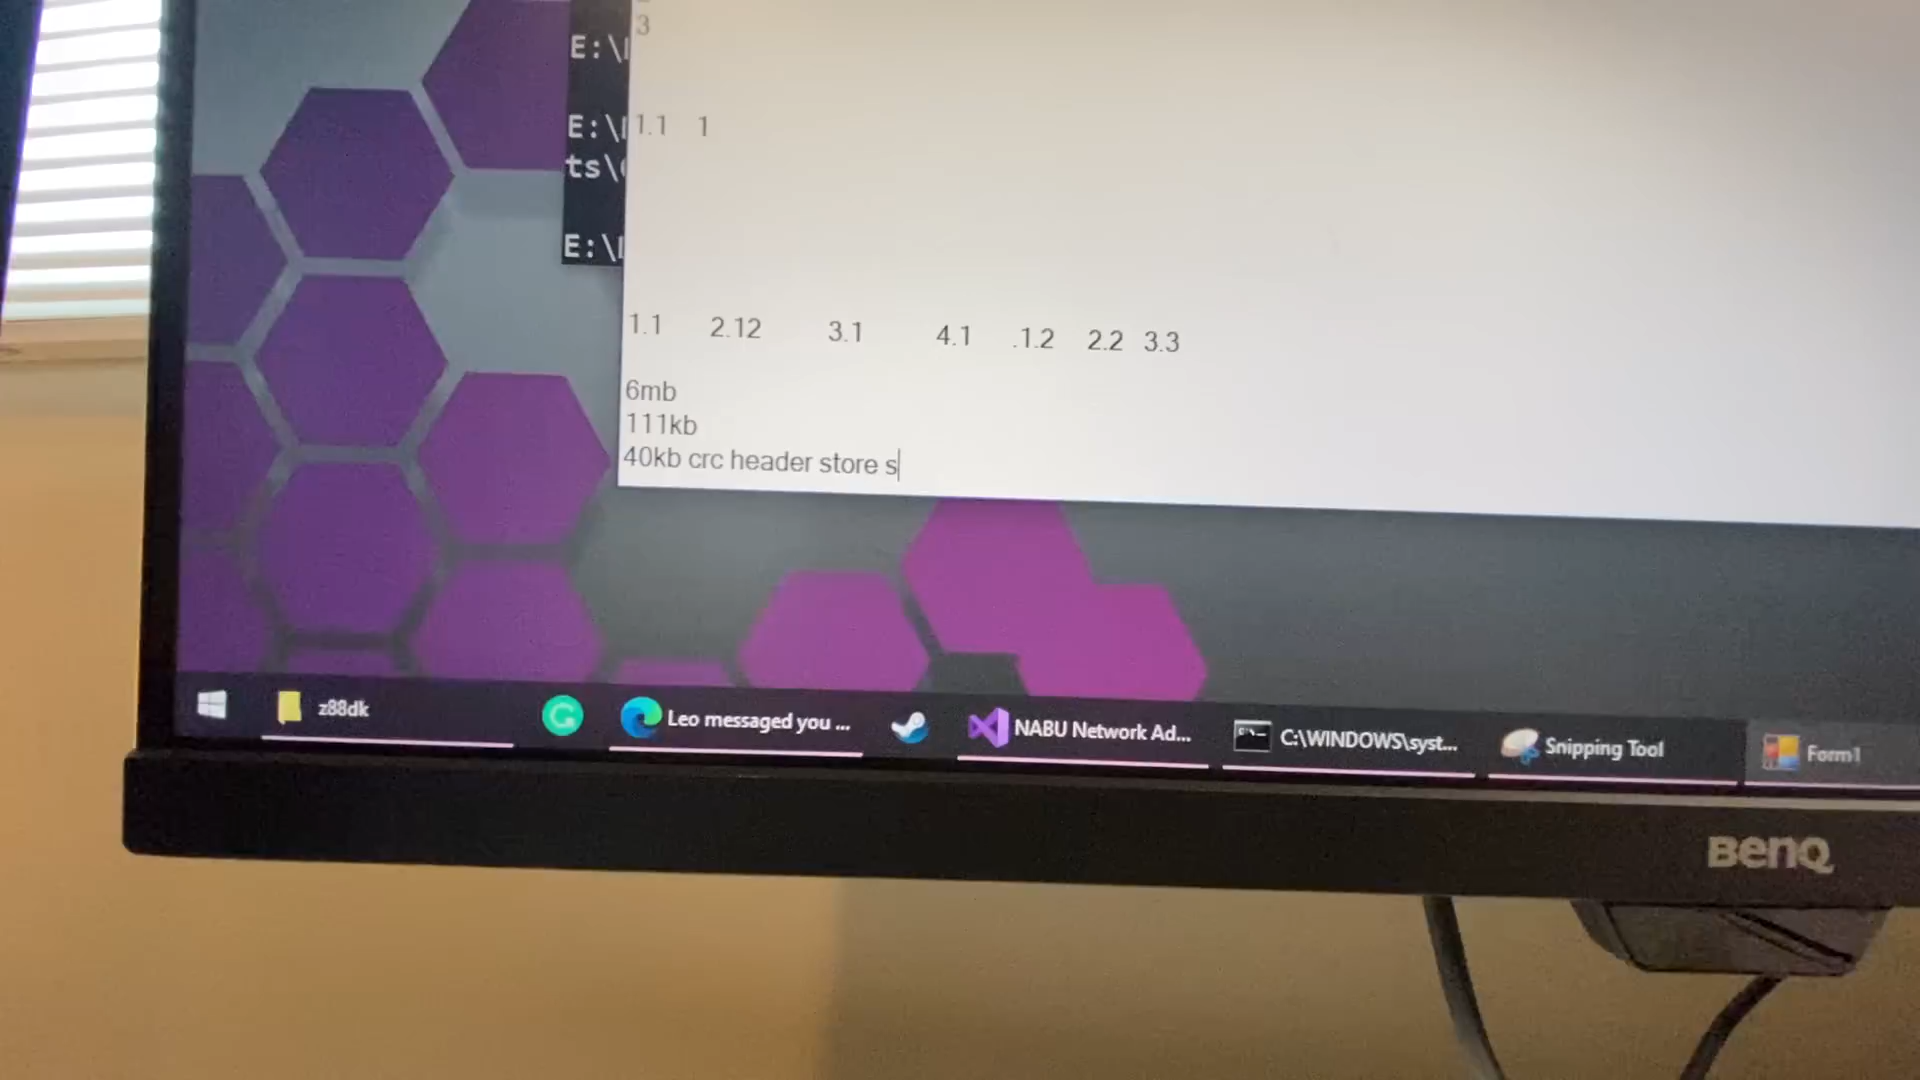 3
E:\
E:\
1.1 1
ts\
E:\
1.1 2.12 3.1 4.1 .1.2 2.2 3.3
6mb
111kb
40kb crc header store s
z88dk
Leo messaged you ...
NABU Network Ad...
C:\WINDOWS\syst...
Snipping Tool
Form1
BenQ